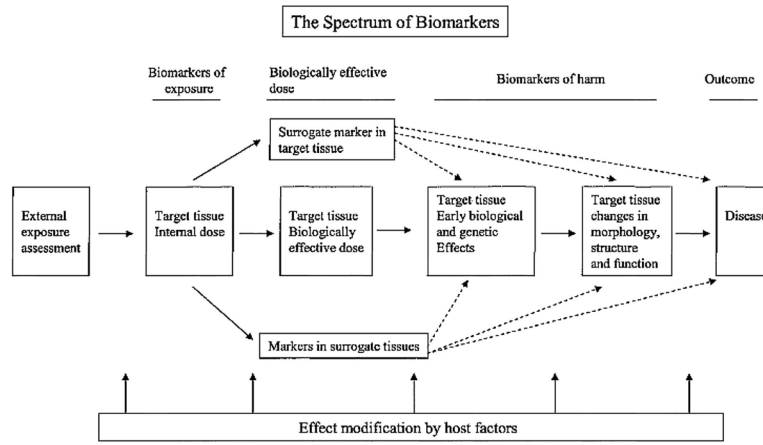 The Spectrum of Biomarkers
Biomarkers of
exposure
Biologically effective
dose
Biomarkers of harm
Outcome
Surrogate marker in
target tissue
External
exposure
assessment
Target tissue
Internal dose
Target tissue
Biologically
effective dose
Target tissue
Early biological
and genetic
Effects
Target tissue
changes in
morphology,
structure
and function
Disease
Markers in surrogate tissues
Effect modification by host factors